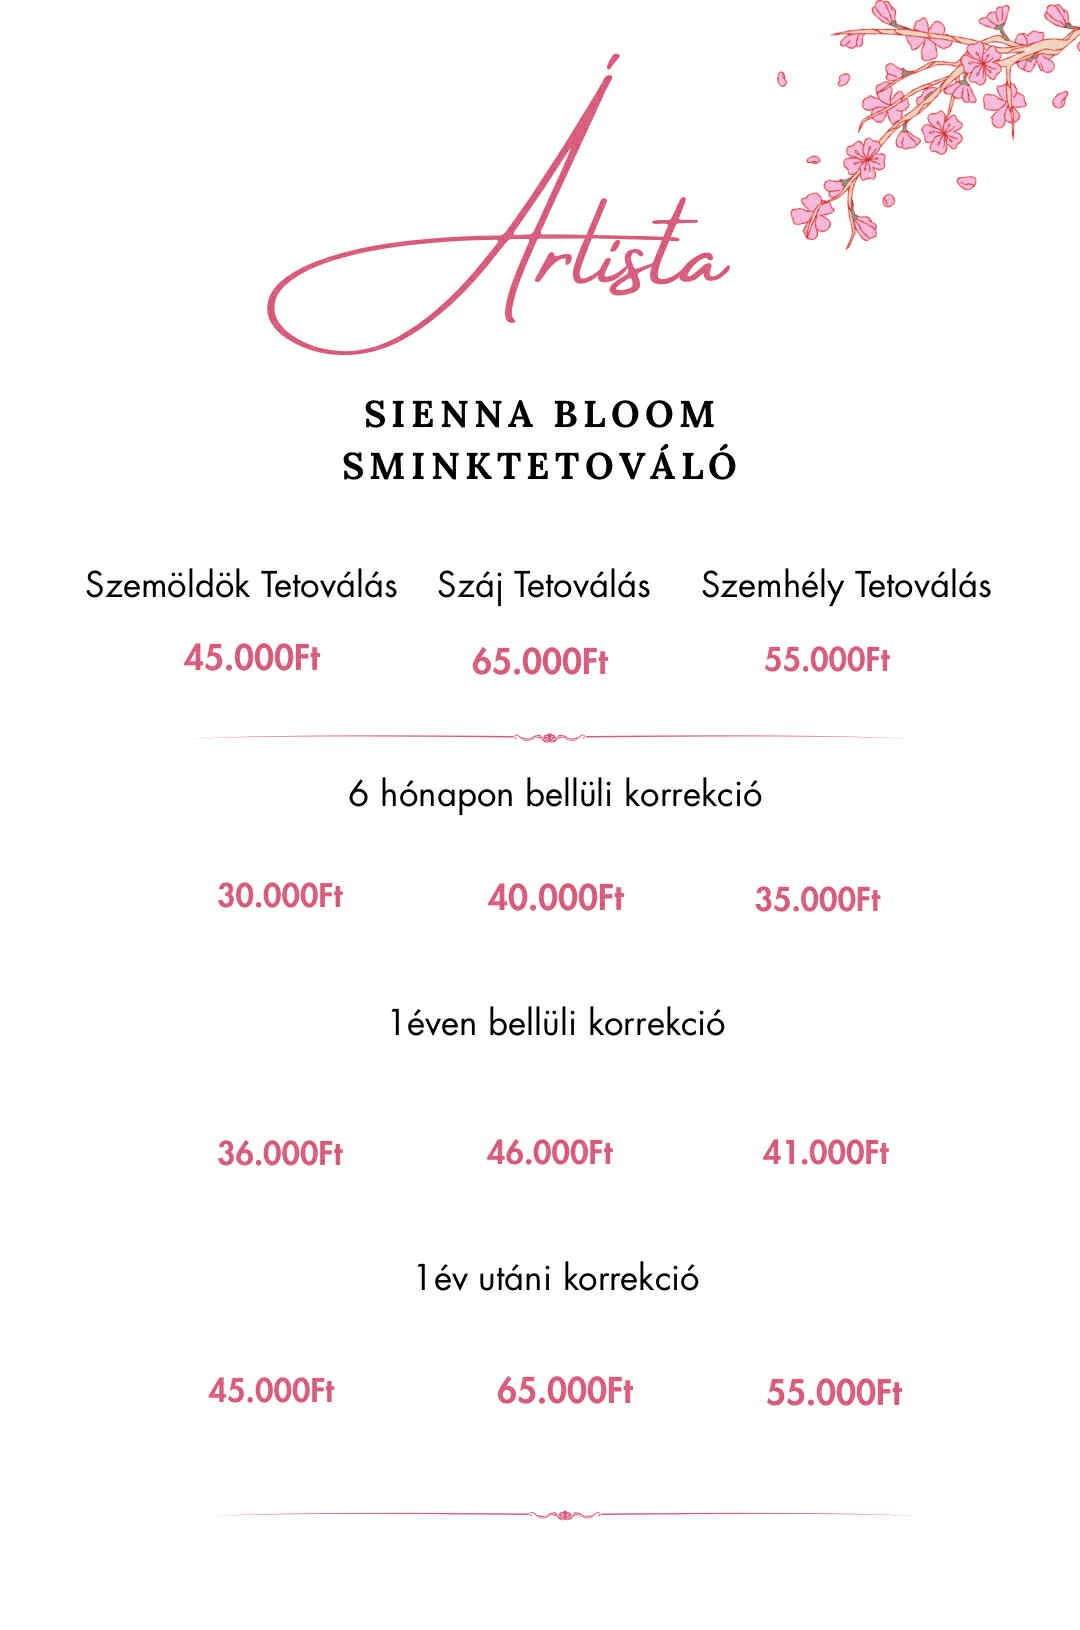 Ártista
SIENNA BLOOM
SMINKTETOVÁLÓ
Szemöldök Tetoválás Száj Tetoválás Szemhély Tetoválás
45.000Ft 65.000Ft 55.000Ft
6 hónapon bellüli korrekció
30.000Ft 40.000Ft 35.000Ft
1éven bellüli korrekció
36.000Ft 46.000Ft 41.000Ft
1év utáni korrekció
45.000Ft 65.000Ft 55.000Ft